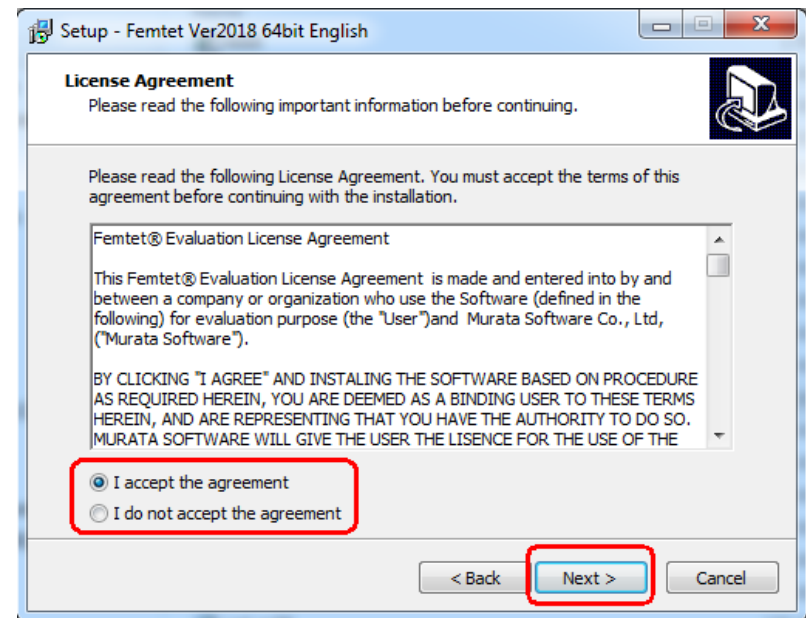 Setup - Femtet Ver2018 64bit English
License Agreement
Please read the following important information before continuing.
Please read the following License Agreement. You must accept the terms of this
agreement before continuing with the installation.
Femtet® Evaluation License Agreement
This Femtet® Evaluation License Agreement is made and entered into by and
between a company or organization who use the Software (defined in the
following) for evaluation purpose (the "User")and Murata Software Co., Ltd,
("Murata Software").
BY CLICKING "I AGREE" AND INSTALING THE SOFTWARE BASED ON PROCEDURE
AS REQUIRED HEREIN, YOU ARE DEEMED AS A BINDING USER TO THESE TERMS
HEREIN, AND ARE REPRESENTING THAT YOU HAVE THE AUTHORITY TO DO SO.
MURATA SOFTWARE WILL GIVE THE USER THE LISENCE FOR THE USE OF THE
I accept the agreement
I do not accept the agreement
< Back Next > Cancel